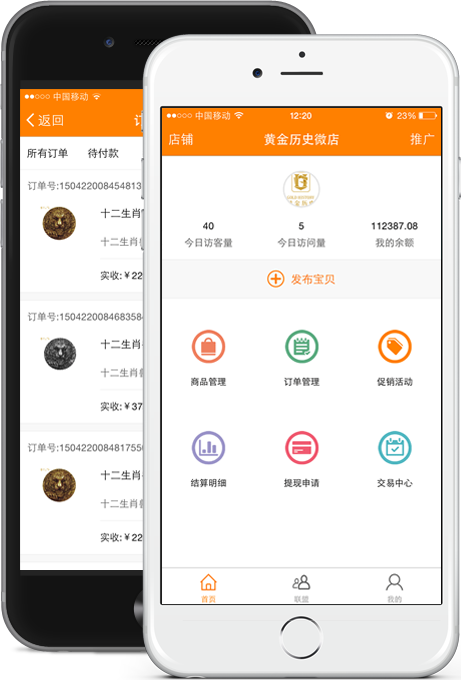 中国移动
返回
所有订单
待付款
订单号:150422008454813
十二生肖
十二生肖
实收:¥22
订单号:1504220084683584
十二生肖
十二生肖
实收:¥37
订单号:1504220084817550
十二生肖
十二生肖
实收:¥22
中国移动
12:20
23%
店铺
黄金历史微店
推广
40
5
112387.08
今日访客量
今日访问量
我的余额
发布宝贝
商品管理
订单管理
促销活动
结算明细
提现申请
交易中心
首页
联盟
我的